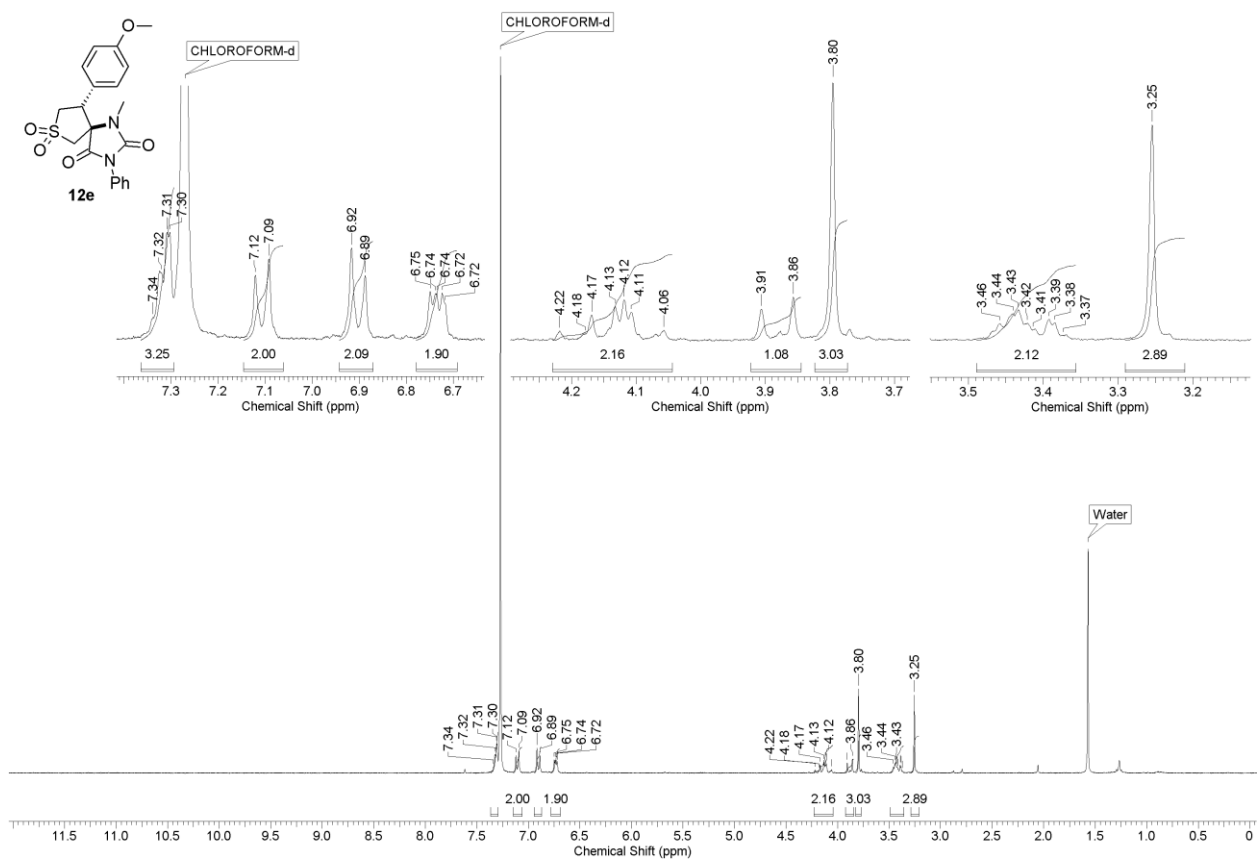 O
CHLOROFORM-d
N
S
O
O
O
N
O
Ph
12e
7.34
7.32
7.31
7.30
7.12
7.09
6.92
6.89
6.75
6.74
6.74
6.72
6.72
3.25
2.00
2.09
1.90
7.3 7.2 7.1 7.0 6.9 6.8 6.7
Chemical Shift (ppm)
CHLOROFORM-d
4.22
4.18
4.17
4.13
4.12
4.11
4.06
3.91
3.86
3.80
2.16
1.08
3.03
4.2 4.1 4.0 3.9 3.8 3.7
Chemical Shift (ppm)
3.46
3.44
3.43
3.42
3.41
3.39
3.38
3.37
3.25
2.12
2.89
3.5 3.4 3.3 3.2
Chemical Shift (ppm)
Water
7.34
7.32
7.31
7.30
7.12
7.09
6.92
6.89
6.75
6.74
6.72
4.22
4.18
4.17
4.13
4.12
3.86
3.80
3.46
3.44
3.43
3.25
2.00 1.90 2.16 3.03 2.89
11.5 11.0 10.5 10.0 9.5 9.0 8.5 8.0 7.5 7.0 6.5 6.0 5.5 5.0 4.5 4.0 3.5 3.0 2.5 2.0 1.5 1.0 0.5 0
Chemical Shift (ppm)